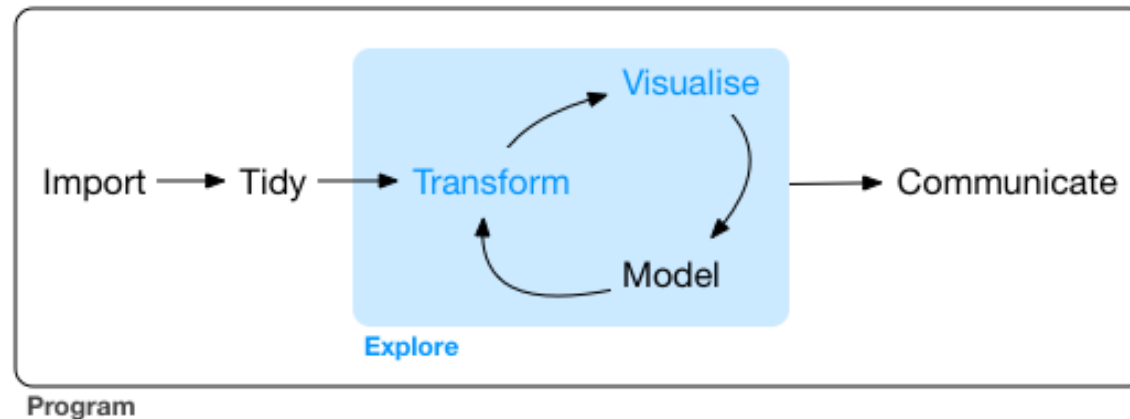 Visualise
Import Tidy Transform Communicate
Model
Explore
Program